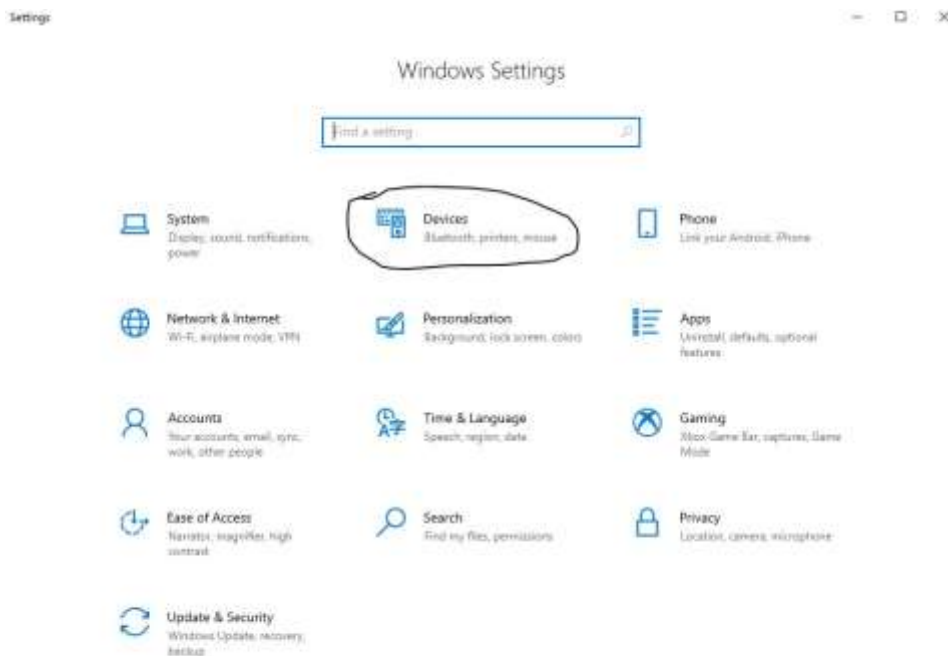 Settings
Windows Settings
Find a setting
System
Display, sound, notifications,
power
Devices
Bluetooth, printers, mouse
Phone
Link your Android, iPhone
Network & Internet
Wi-Fi, airplane mode, VPN
Personalization
Background, lock screen, colors
Apps
Uninstall, defaults, optional
features
Accounts
Your accounts, email, sync,
work, other people
Time & Language
Speech, region, date
Gaming
Xbox Game Bar, captures, Game
Mode
Ease of Access
Narrator, magnifier, high
contrast
Search
Find my files, permissions
Privacy
Location, camera, microphone
Update & Security
Windows Update, recovery,
backup